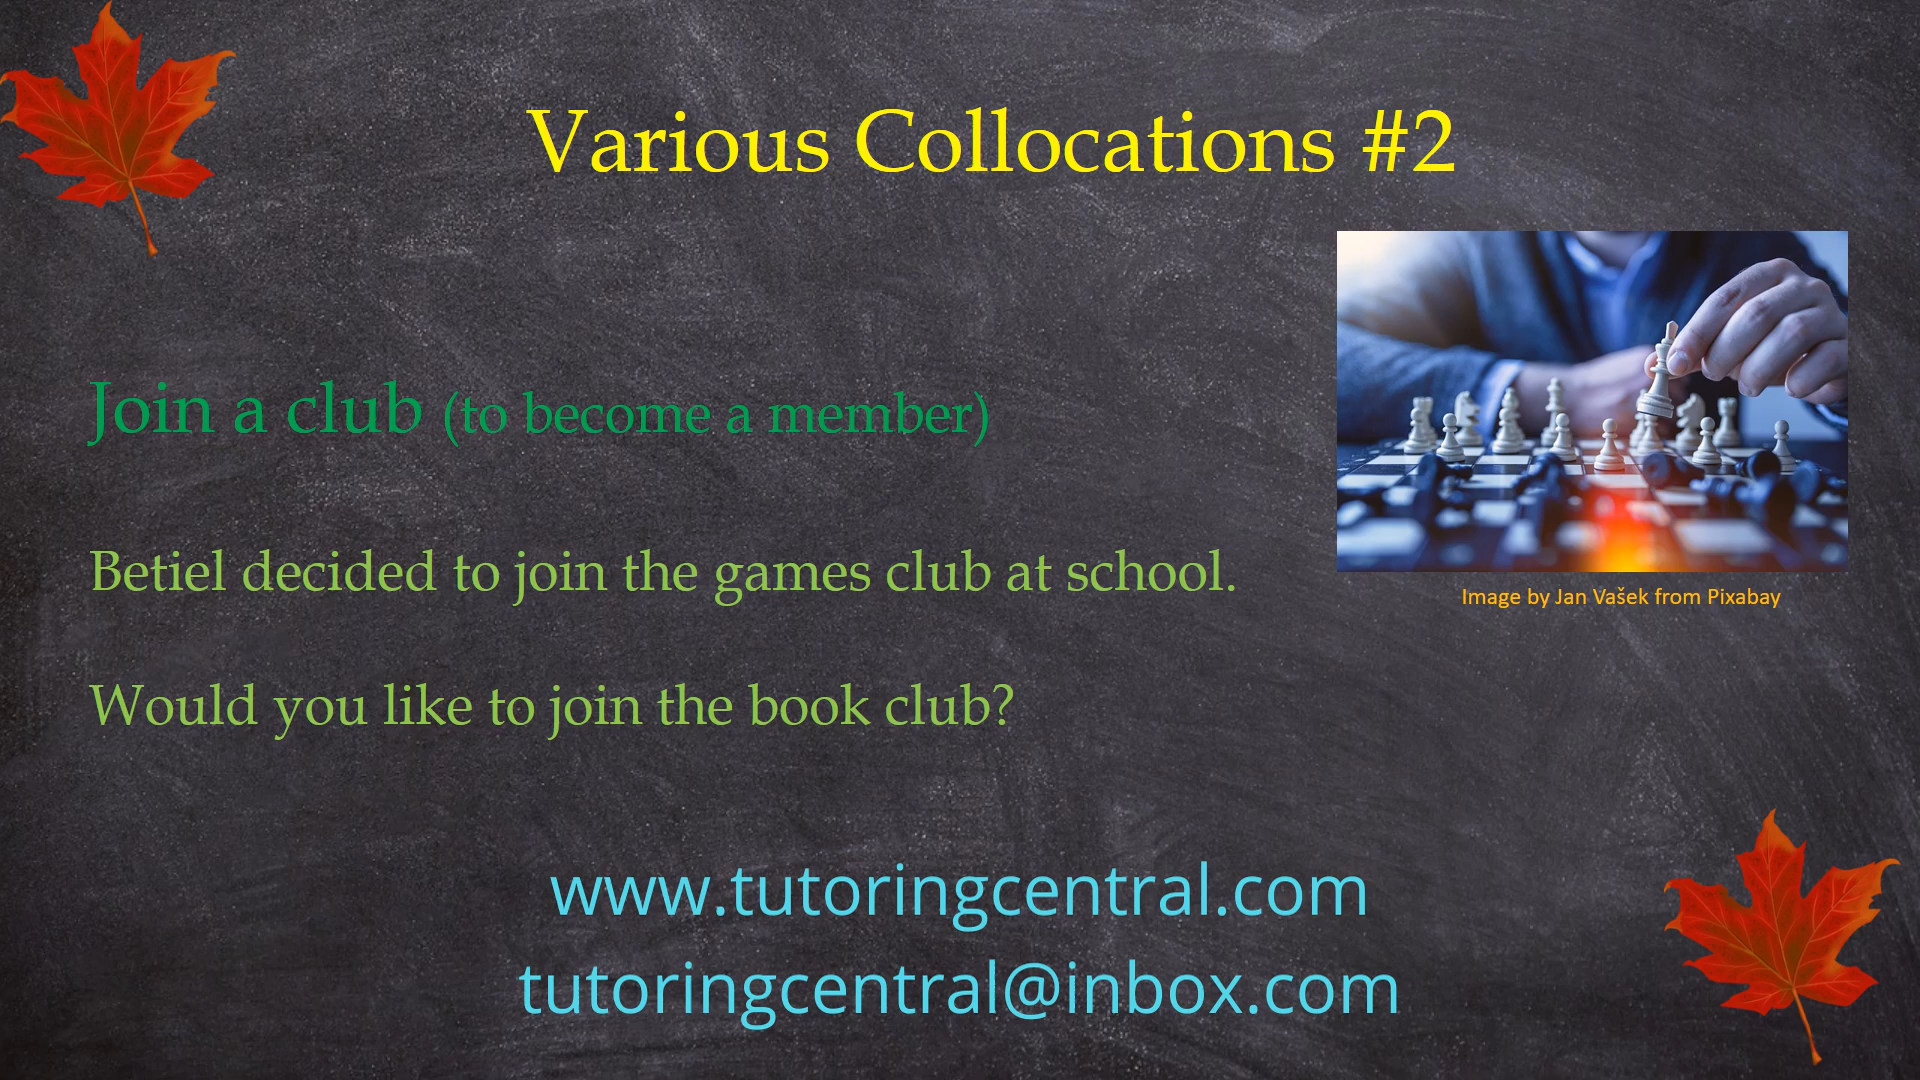 Various Collocations #2
Join a club (to become a member)
Betiel decided to join the games club at school.
Image by Jan Vašek from Pixabay
Would you like to join the book club?
www.tutoringcentral.com
tutoringcentral@inbox.com